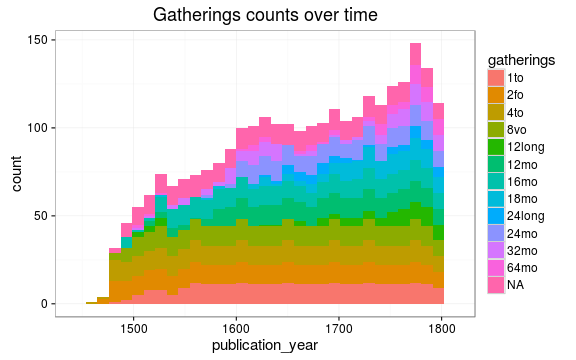 Gatherings counts over time
150
100
50
0
count
1500
1600
1700
1800
publication_year
gatherings
1to
2fo
4to
8vo
12long
12mo
16mo
18mo
24long
24mo
32mo
64mo
NA